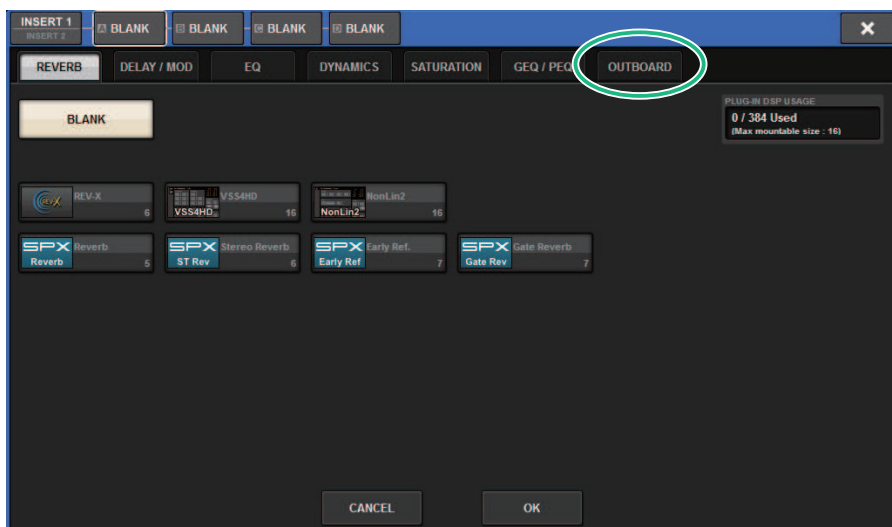 INSERT 1
INSERT 2
A BLANK
B BLANK
C BLANK
D BLANK
REVERB
DELAY / MOD
EQ
DYNAMICS
SATURATION
GEQ / PEQ
OUTBOARD
PLUG-IN DSP USAGE
0 / 384 Used
(Max mountable size : 16)
BLANK
REV-X
REV-X
6
VSS4HD
VSS4HD
16
NonLin2
NonLin2
16
SPX
Reverb
Reverb
5
SPX
ST Rev
Stereo Reverb
6
SPX
Early Ref
Early Ref.
7
SPX
Gate Rev
Gate Reverb
7
CANCEL
OK